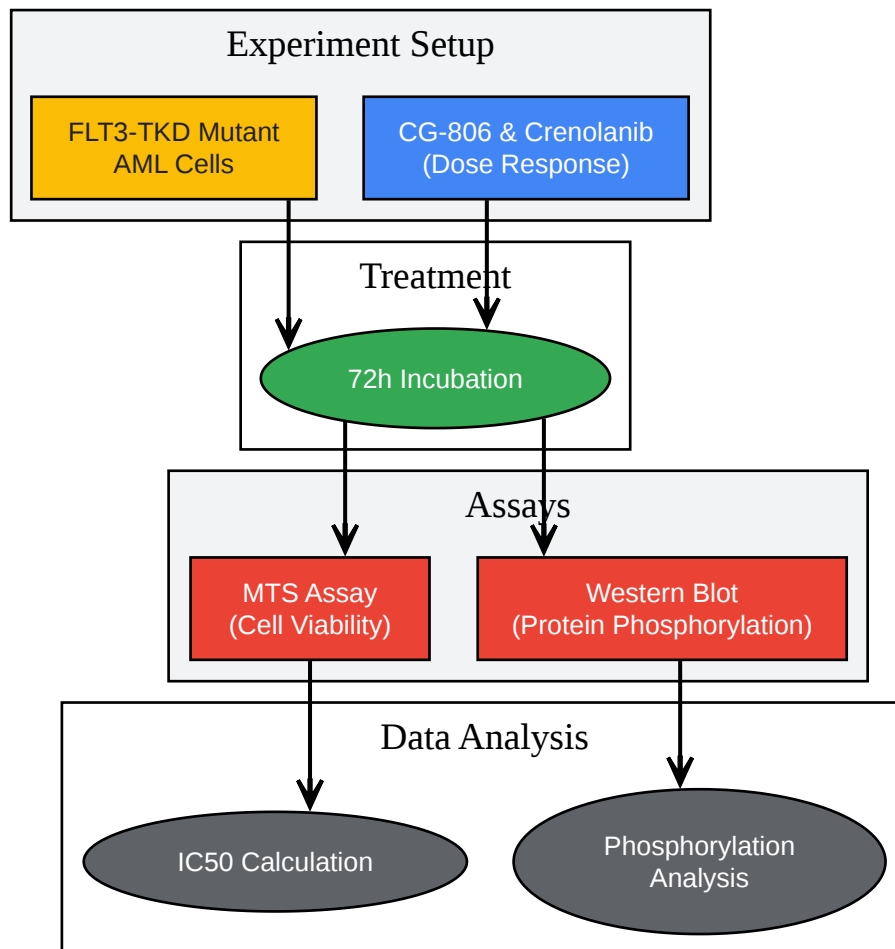 Experiment Setup
FLT3-TKD Mutant
AML Cells
CG-806 & Crenolanib
(Dose Response)
Treatment
72h Incubation
Assays
MTS Assay
(Cell Viability)
Western Blot
(Protein Phosphorylation)
Data Analysis
IC50 Calculation
Phosphorylation
Analysis